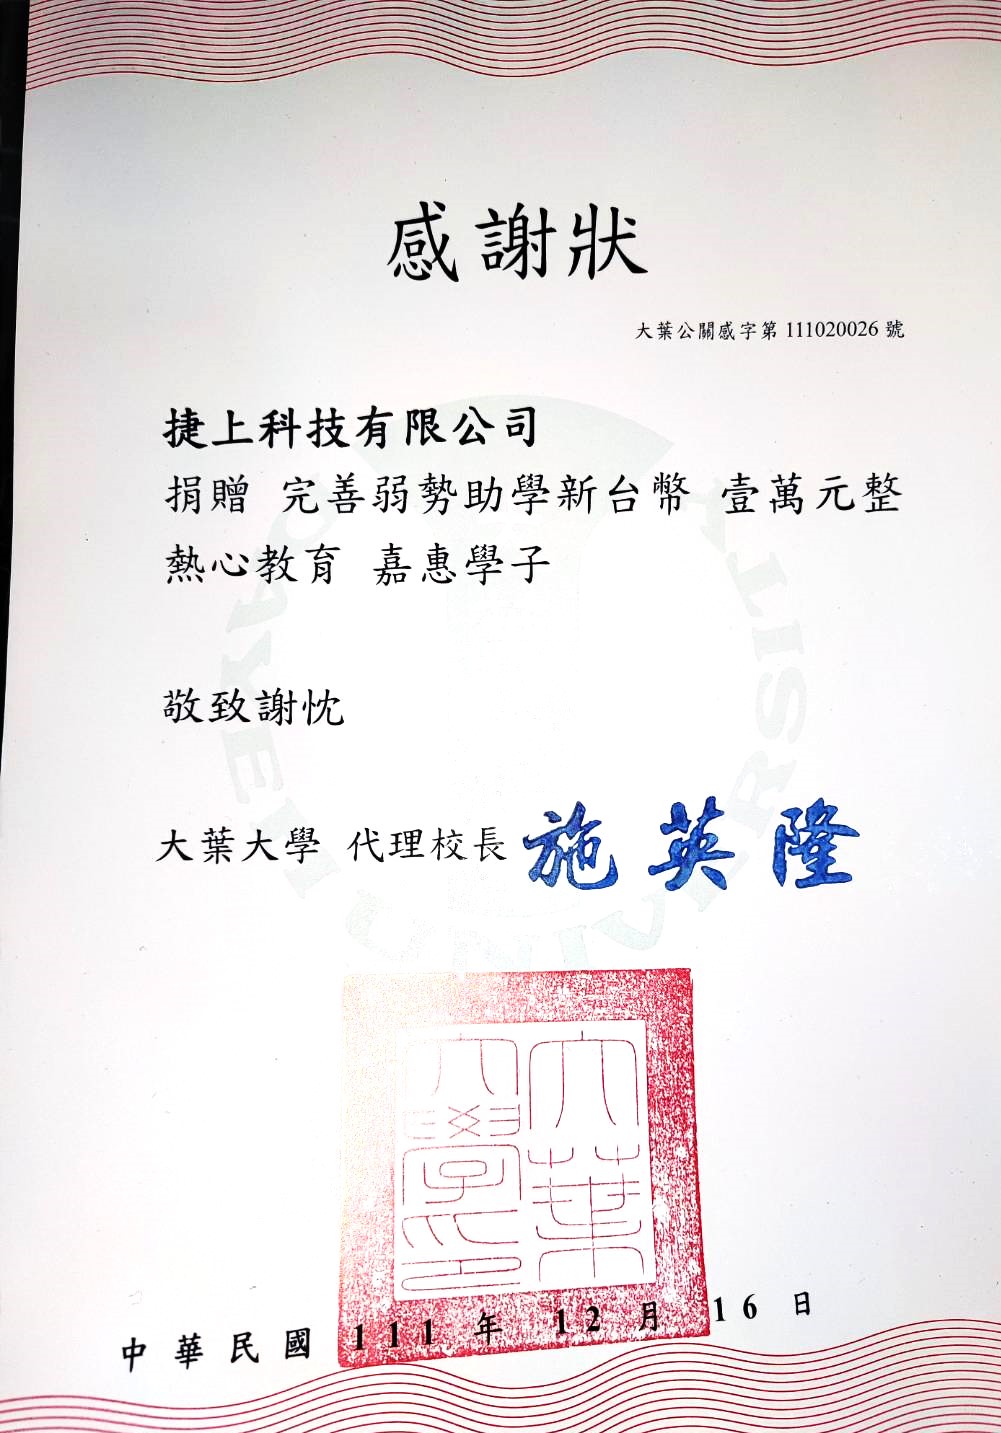 感謝狀
大葉公關感字第 111020026 號
捷上科技有限公司
捐贈 完善弱勢助學新台幣 壹萬元整
熱心教育 嘉惠學子
敬致謝忱
大葉大學 代理校長 施英隆
大葉
大學印
中華民國 111 年 12 月 16 日
DAYEH UNIVERSITY